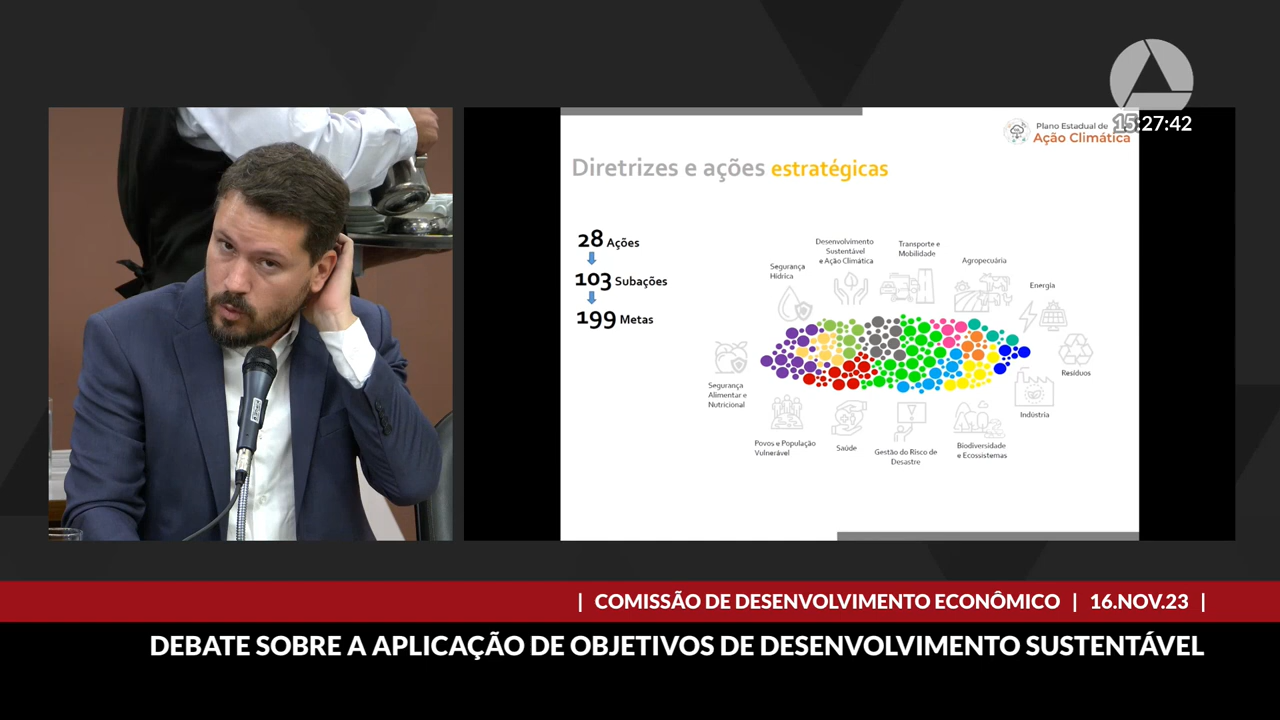 15:27:42
Plano Estadual de
Ação Climática
Diretrizes e ações estratégicas
28 Ações
103 Subações
199 Metas
Segurança
Hídrica
Desenvolvimento
Sustentável
e Ação Climática
Transporte e
Mobilidade
Agropecuária
Energia
Resíduos
Indústria
Biodiversidade
e Ecossistemas
Gestão do Risco de
Desastre
Saúde
Povos e População
Vulnerável
Segurança
Alimentar e
Nutricional
| COMISSÃO DE DESENVOLVIMENTO ECONÔMICO | 16.NOV.23 |
DEBATE SOBRE A APLICAÇÃO DE OBJETIVOS DE DESENVOLVIMENTO SUSTENTÁVEL